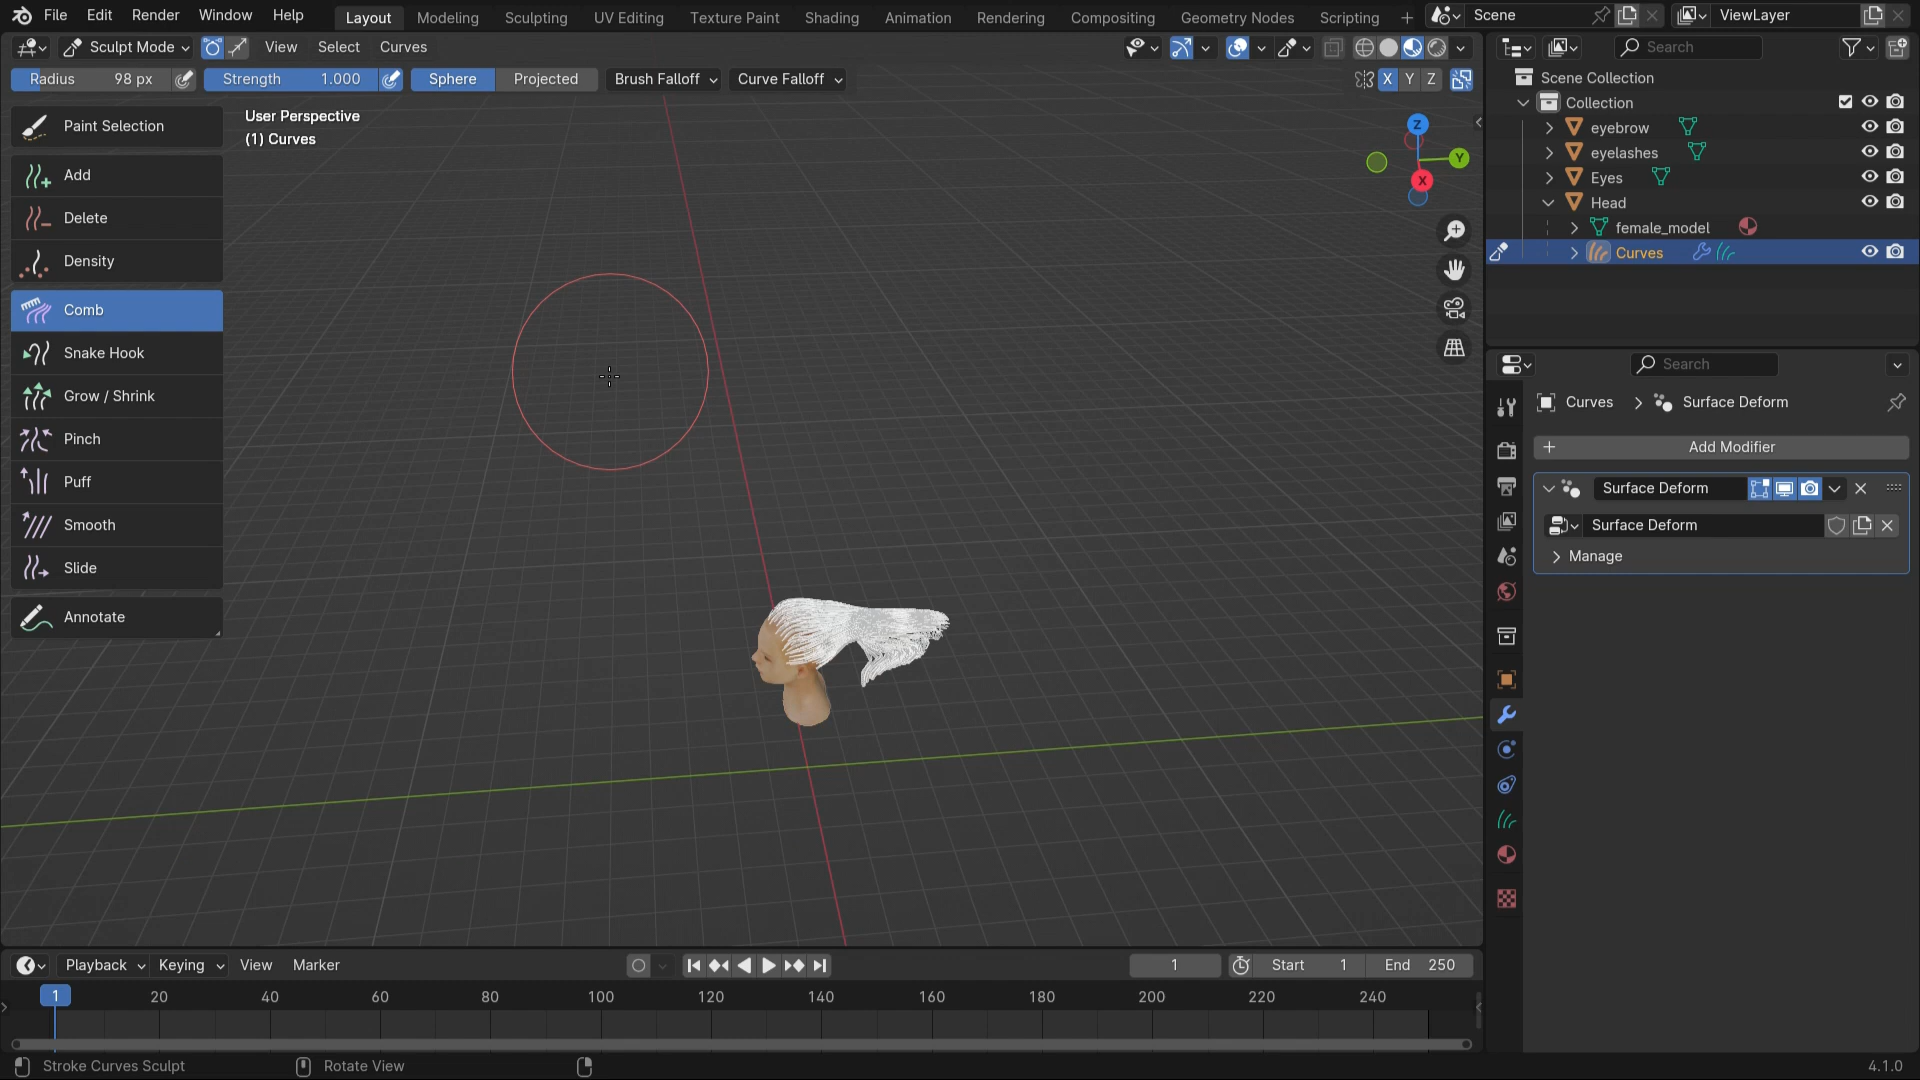 File Edit Render Window Help Layout Modeling Sculpting UV Editing Texture Paint Shading Animation Rendering Compositing Geometry Nodes Scripting Scene ViewLayer
Sculpt Mode View Select Curves Search
Radius 98 px Strength 1.000 Sphere Projected Brush Falloff Curve Falloff X Y Z
Scene Collection
Collection
eyebrow
eyelashes
Eyes
Head
female_model
Curves
User Perspective
(1) Curves
Z
Y
X
Paint Selection
Add
Delete
Density
Comb
Snake Hook
Grow / Shrink
Pinch
Puff
Smooth
Slide
Annotate
Search
Curves Surface Deform
Add Modifier
Surface Deform
Surface Deform
Manage
Playback Keying View Marker 1 Start 1 End 250
1 20 40 60 80 100 120 140 160 180 200 220 240
Stroke Curves Sculpt Rotate View 4.1.0